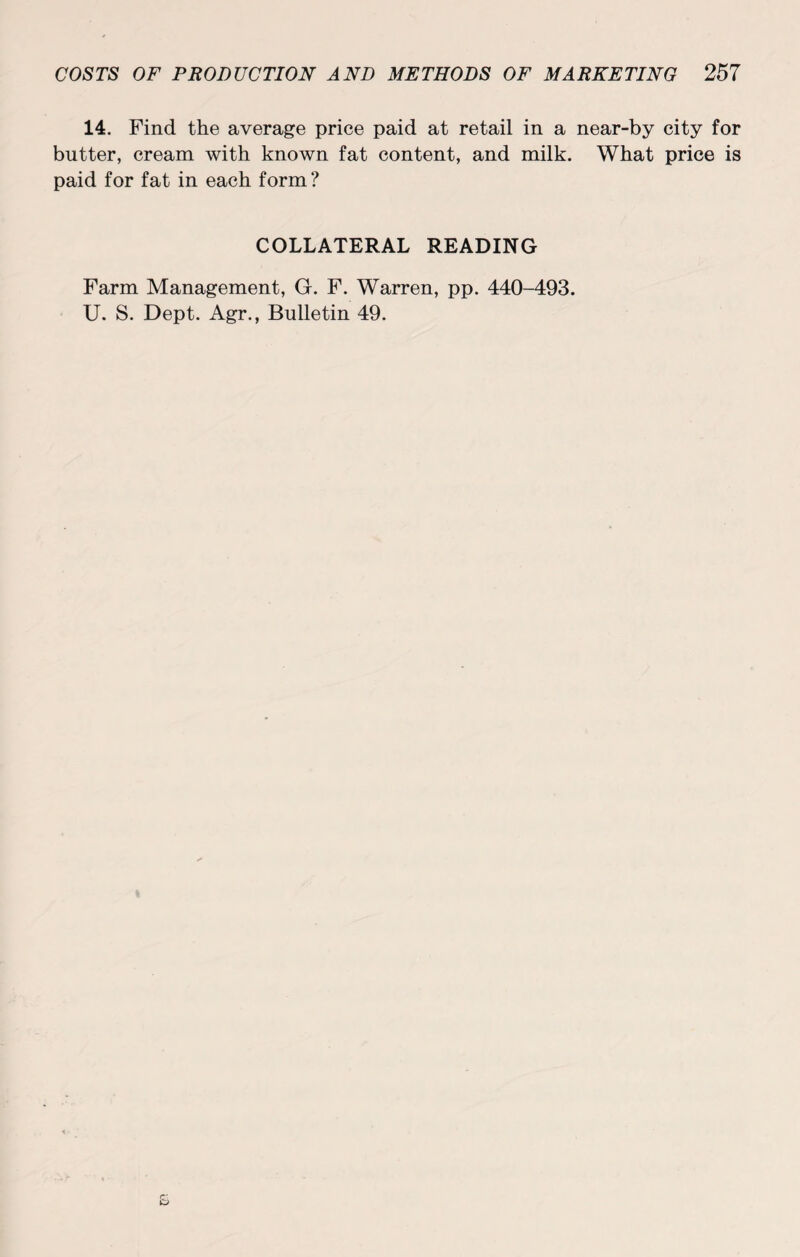 COSTS OF PRODUCTION AND METHODS OF MARKETING 257
14. Find the average price paid at retail in a near-by city for
butter, cream with known fat content, and milk. What price is
paid for fat in each form?
COLLATERAL READING
Farm Management, G. F. Warren, pp. 440–493.
U. S. Dept. Agr., Bulletin 49.
S